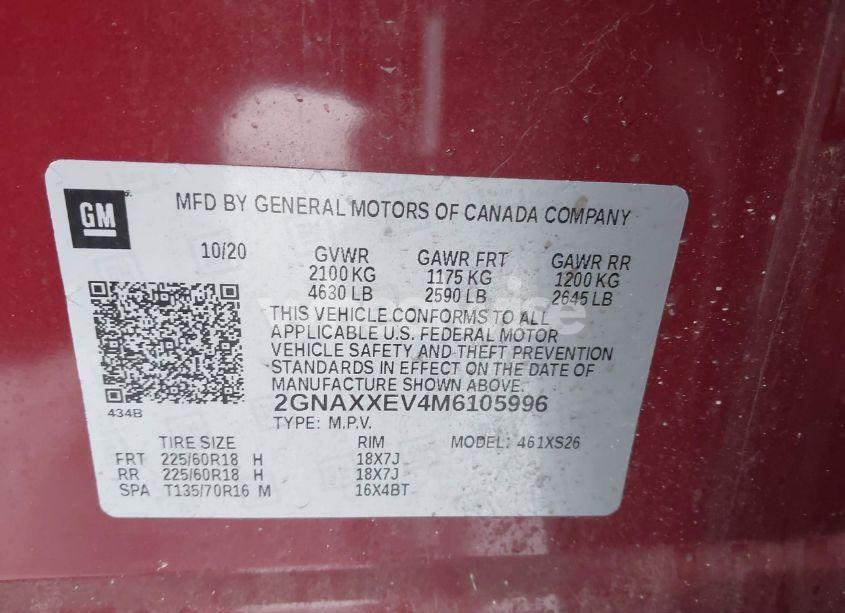 GM
MFD BY GENERAL MOTORS OF CANADA COMPANY
10/20 GVWR GAWR FRT GAWR RR
2100 KG 1175 KG 1200 KG
4630 LB 2590 LB 2645 LB
THIS VEHICLE CONFORMS TO ALL
APPLICABLE U.S. FEDERAL MOTOR
VEHICLE SAFETY AND THEFT PREVENTION
STANDARDS IN EFFECT ON THE DATE OF
MANUFACTURE SHOWN ABOVE.
434B
2GNAXXEV4M6105996
TYPE: M.P.V.
TIRE SIZE RIM MODEL: 461XS26
FRT 225/60R18 H 18X7J
RR 225/60R18 H 18X7J
SPA T135/70R16 M 16X4BT